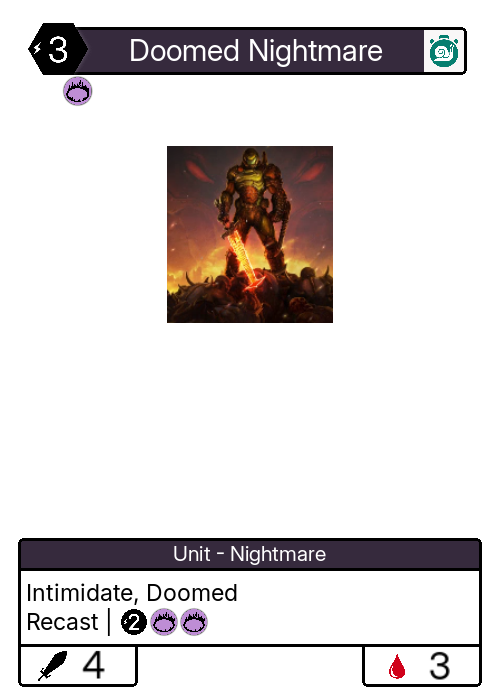 3 Doomed Nightmare
Unit - Nightmare
Intimidate, Doomed
Recast | 2
4 3